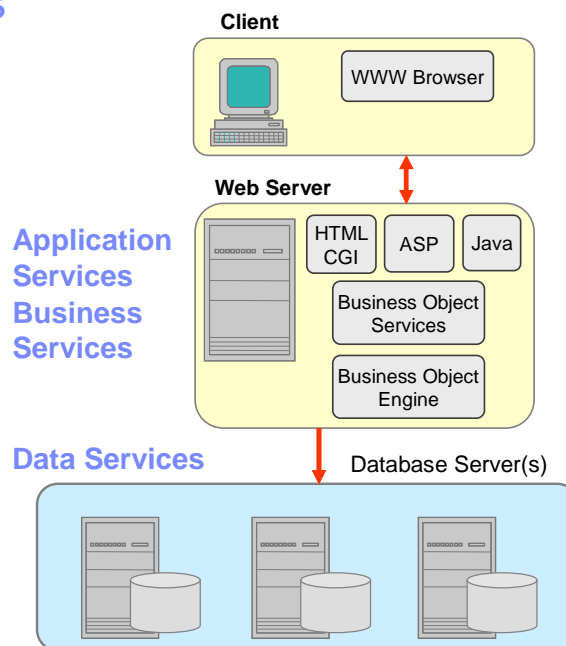 s
Client
WWW Browser
Web Server
HTML
CGI
ASP
Java
Application
Services
Business
Services
Business Object
Services
Business Object
Engine
Data Services
Database Server(s)